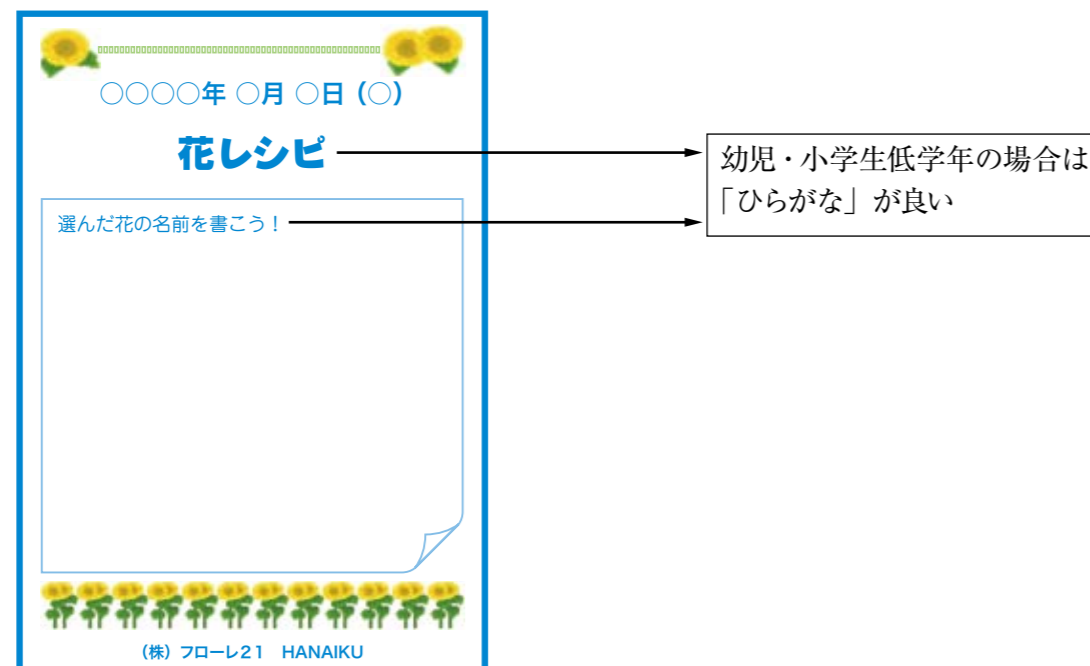 ○○○○年 ○月 ○日（○）
花レシピ
幼児・小学生低学年の場合は
「ひらがな」が良い
選んだ花の名前を書こう！
（株）フローレ21　HANAIKU